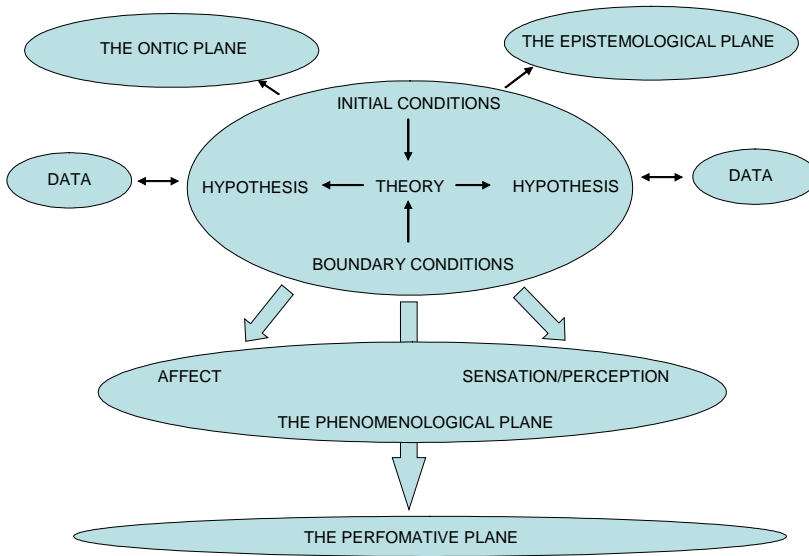 THE ONTIC PLANE
THE EPISTEMOLOGICAL PLANE
INITIAL CONDITIONS
DATA
HYPOTHESIS
THEORY
HYPOTHESIS
DATA
BOUNDARY CONDITIONS
AFFECT
SENSATION/PERCEPTION
THE PHENOMENOLOGICAL PLANE
THE PERFOMATIVE PLANE